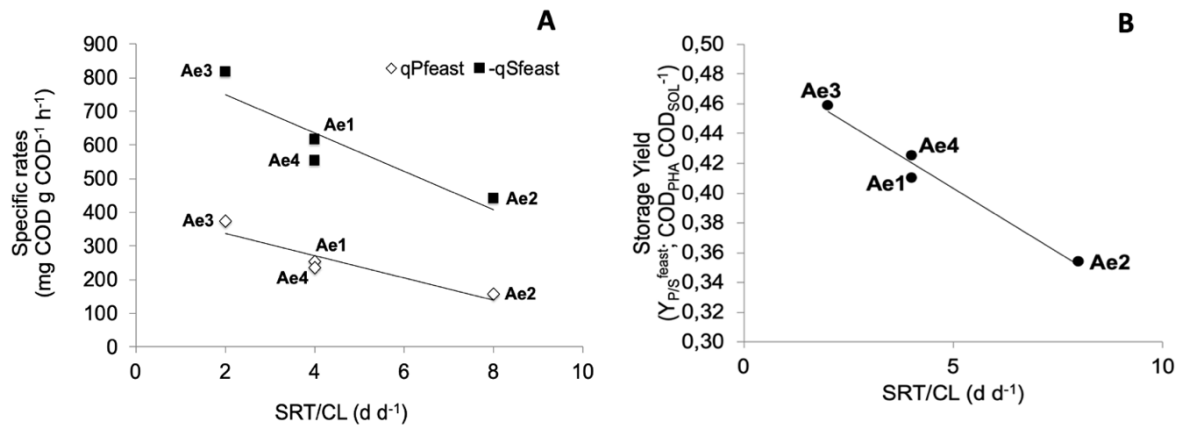 A
Specific rates
(mg COD g COD⁻¹ h⁻¹)
900
800
700
600
500
400
300
200
100
0
◇qPfeast ■-qSfeast
Ae3
Ae1
Ae4
Ae2
Ae3
Ae1
Ae4
Ae2
0 2 4 6 8 10
SRT/CL (d d⁻¹)
B
Storage Yield
(Y_P/S^feast; COD_PHA COD_SOL⁻¹)
0,50
0,48
0,46
0,44
0,42
0,40
0,38
0,36
0,34
0,32
0,30
Ae3
Ae4
Ae1
Ae2
0 5 10
SRT/CL (d d⁻¹)